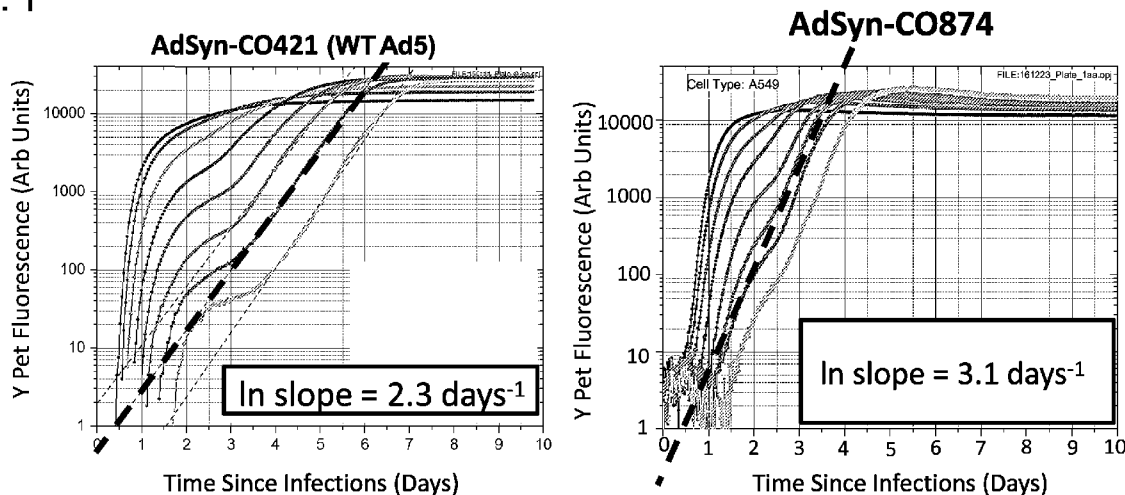 . 1
AdSyn-CO421 (WT Ad5)
Y Pet Fluorescence (Arb Units)
10000
1000
100
10
1
ln slope = 2.3 days-1
0 1 2 3 4 5 6 7 8 9 10
Time Since Infections (Days)
AdSyn-CO874
Cell Type: A549
FILE:161223_Plate_1aa.opj
Y Pet Fluorescence (Arb Units)
10000
1000
100
10
1
ln slope = 3.1 days-1
0 1 2 3 4 5 6 7 8 9 10
Time Since Infections (Days)